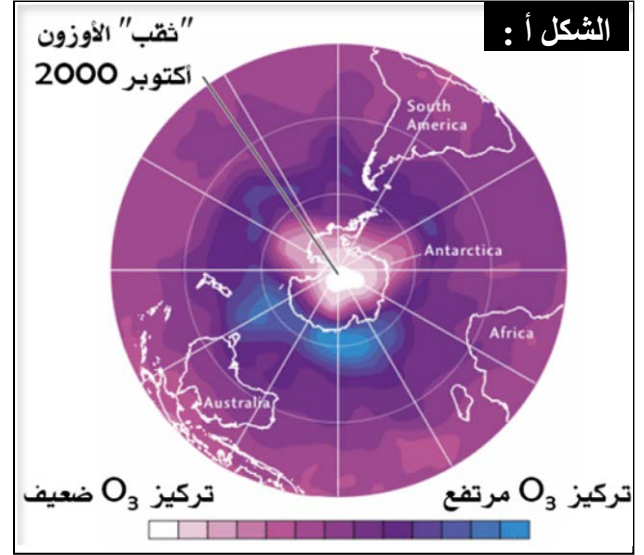 الشكل أ :
"ثقب" الأوزون
أكتوبر 2000
South
America
Antarctica
Africa
Australia
تركيز O₃ مرتفع
تركيز O₃ ضعيف